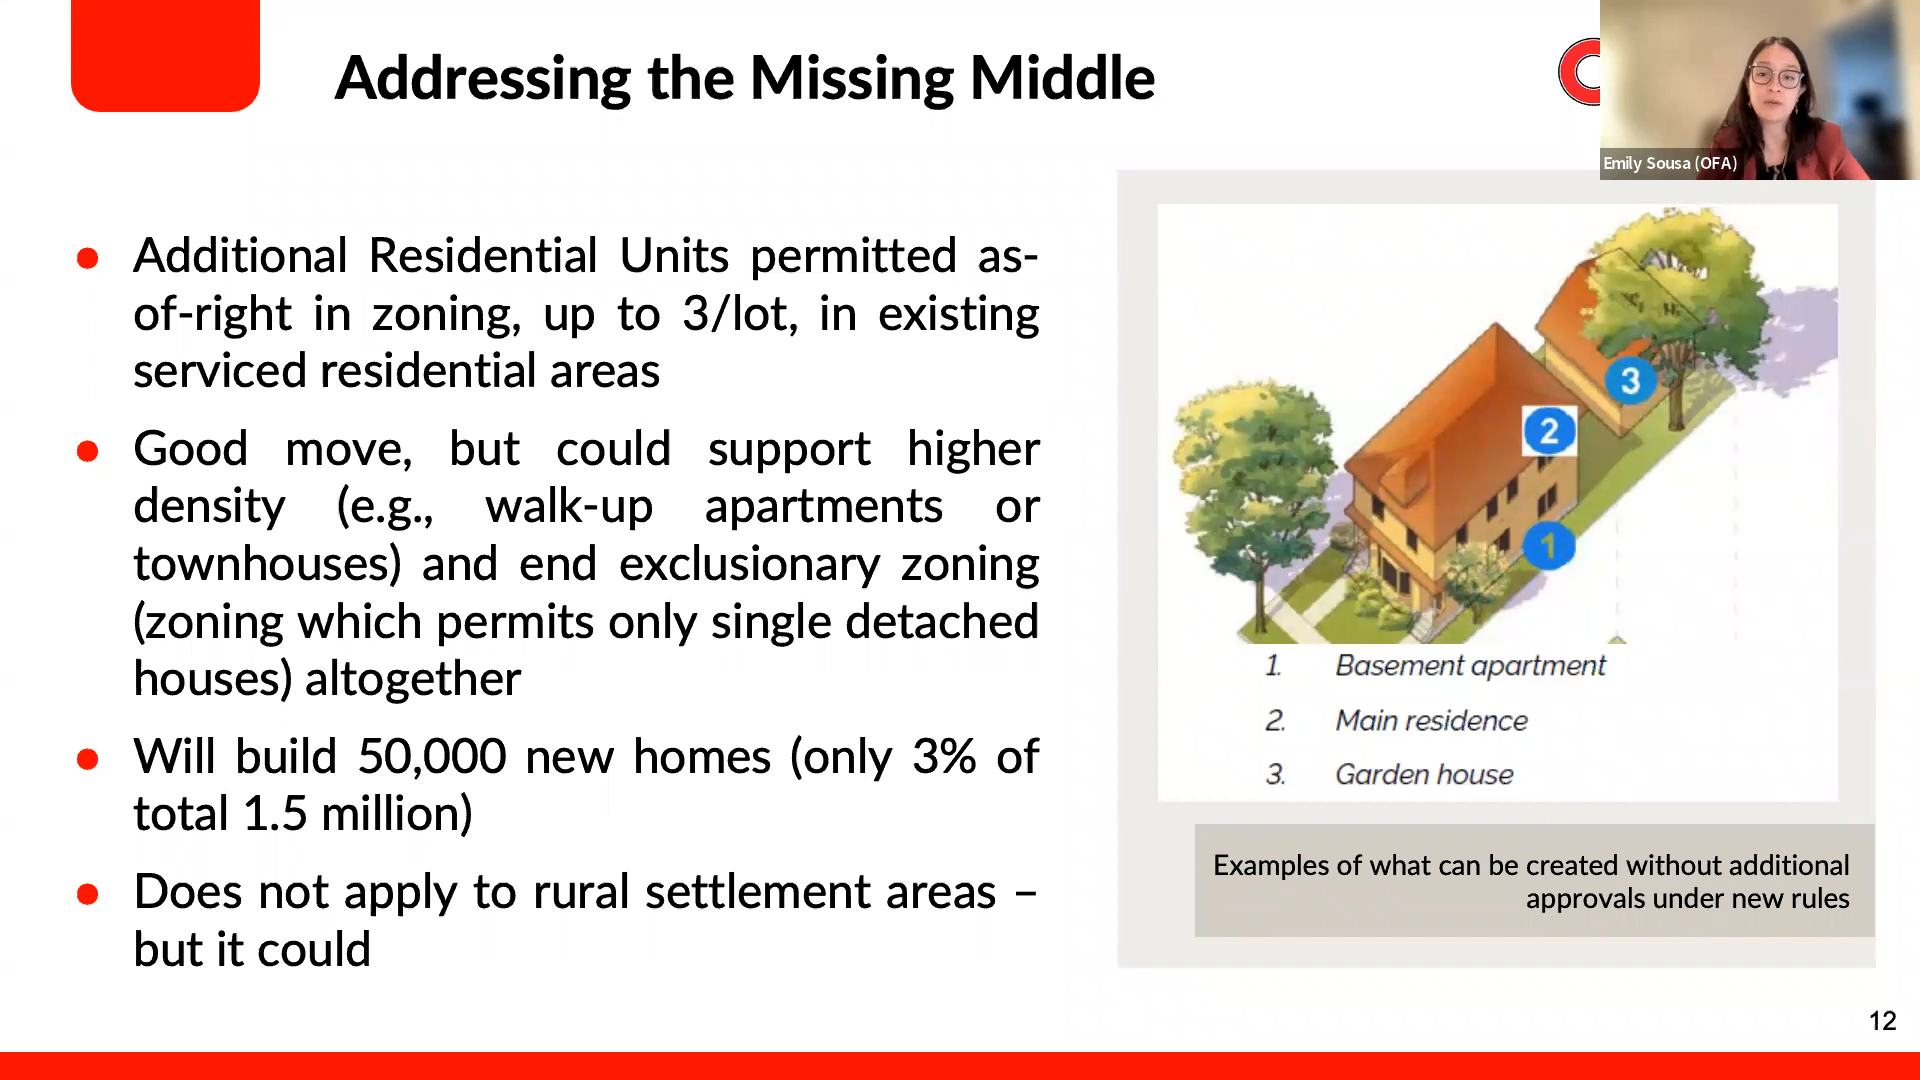 Addressing the Missing Middle
Emily Sousa (OFA)
● Additional Residential Units permitted as-
of-right in zoning, up to 3/lot, in existing
serviced residential areas
● Good move, but could support higher
density (e.g., walk-up apartments or
townhouses) and end exclusionary zoning
(zoning which permits only single detached
houses) altogether
● Will build 50,000 new homes (only 3% of
total 1.5 million)
● Does not apply to rural settlement areas –
but it could
3
2
1
1. Basement apartment
2. Main residence
3. Garden house
Examples of what can be created without additional
approvals under new rules
12